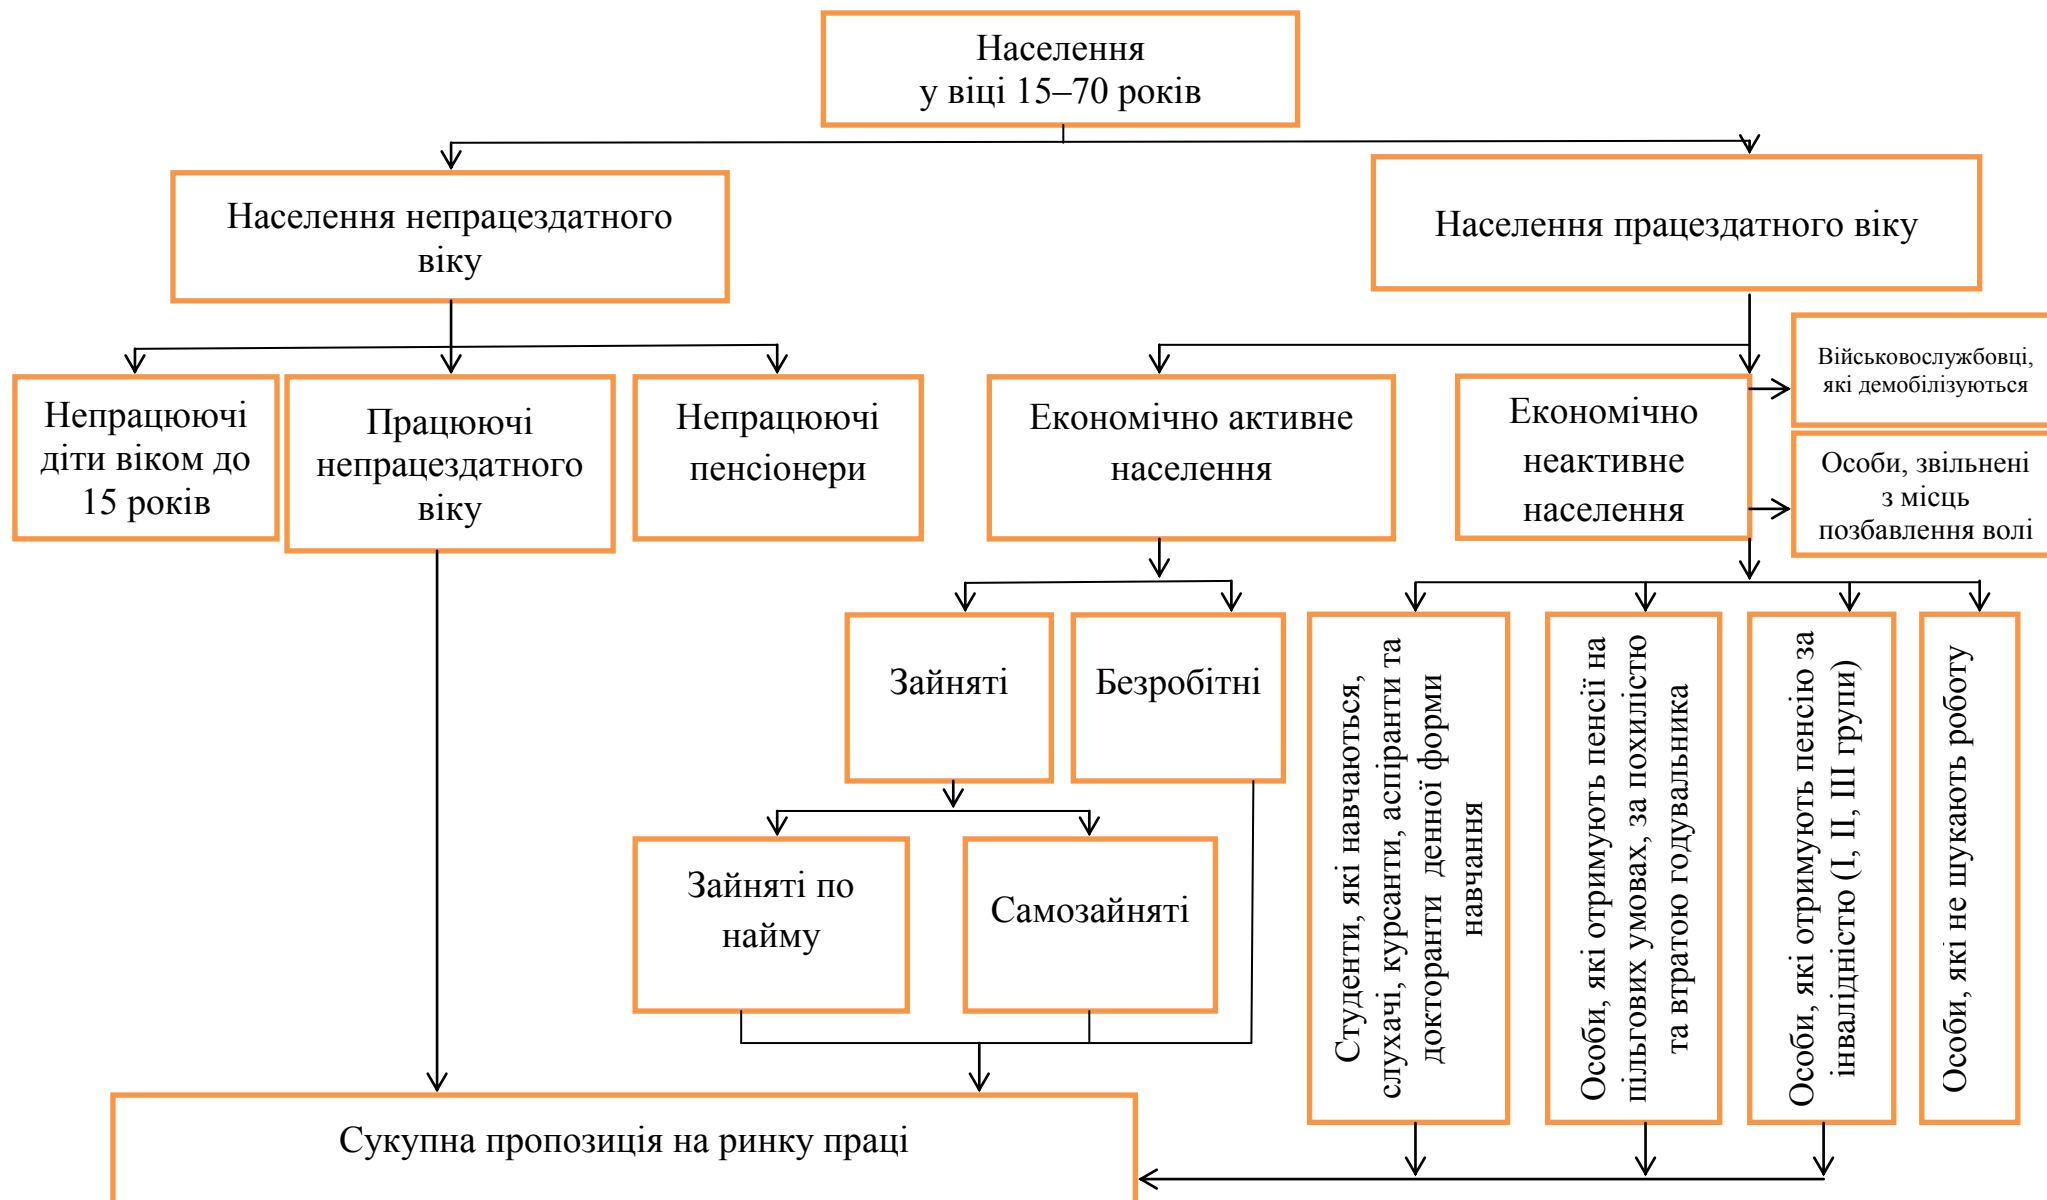 Населення
у віці 15–70 років
Населення непрацездатного
віку
Населення працездатного віку
Військовослужбовці,
які демобілізуються
Непрацюючі
діти віком до
15 років
Працюючі
непрацездатного
віку
Непрацюючі
пенсіонери
Економічно активне
населення
Економічно
неактивне
населення
Особи, звільнені
з місць
позбавлення волі
Зайняті
Безробітні
Студенти, які навчаються,
слухачі, курсанти, аспіранти та
докторанти денної форми
навчання
Особи, які отримують пенсії на
пільгових умовах, за похилістю
та втратою годувальника
Особи, які отримують пенсію за
інвалідністю (І, ІІ, ІІІ групи)
Особи, які не шукають роботу
Зайняті по
найму
Самозайняті
Сукупна пропозиція на ринку праці